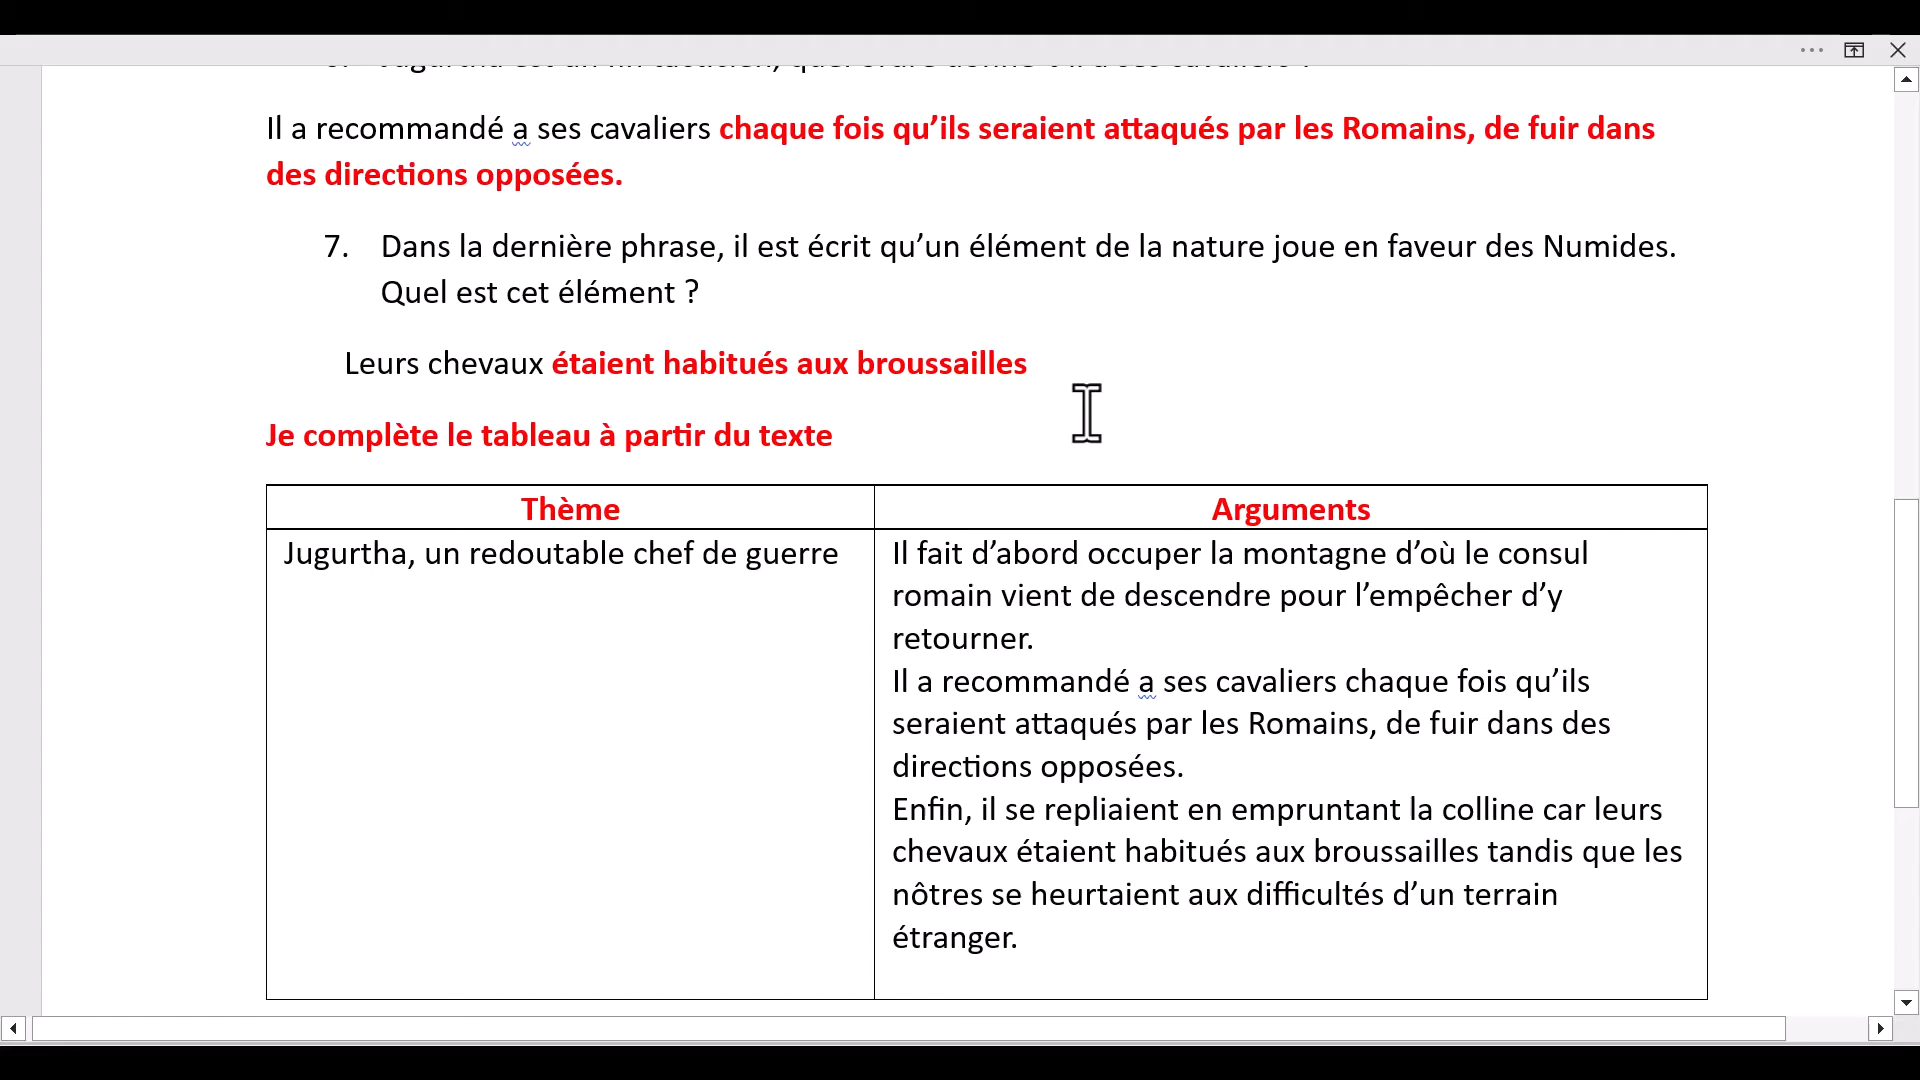 Il a recommandé a ses cavaliers chaque fois qu’ils seraient attaqués par les Romains, de fuir dans
des directions opposées.
7. Dans la dernière phrase, il est écrit qu’un élément de la nature joue en faveur des Numides.
Quel est cet élément ?
Leurs chevaux étaient habitués aux broussailles
Je complète le tableau à partir du texte
Thème
Arguments
Jugurtha, un redoutable chef de guerre
Il fait d’abord occuper la montagne d’où le consul
romain vient de descendre pour l’empêcher d’y
retourner.
Il a recommandé a ses cavaliers chaque fois qu’ils
seraient attaqués par les Romains, de fuir dans des
directions opposées.
Enfin, il se repliaient en empruntant la colline car leurs
chevaux étaient habitués aux broussailles tandis que les
nôtres se heurtaient aux difficultés d’un terrain
étranger.